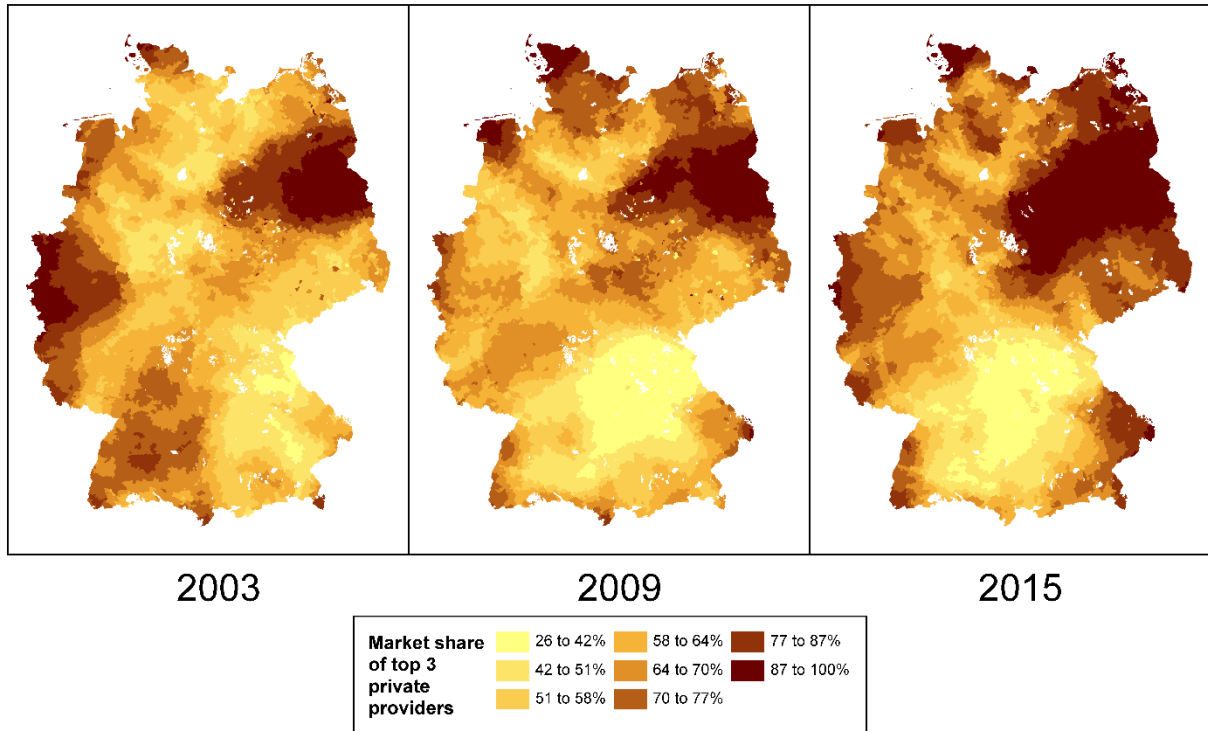 2003
2009
2015
Market share
of top 3
private
providers
26 to 42%
58 to 64%
77 to 87%
42 to 51%
64 to 70%
87 to 100%
51 to 58%
70 to 77%